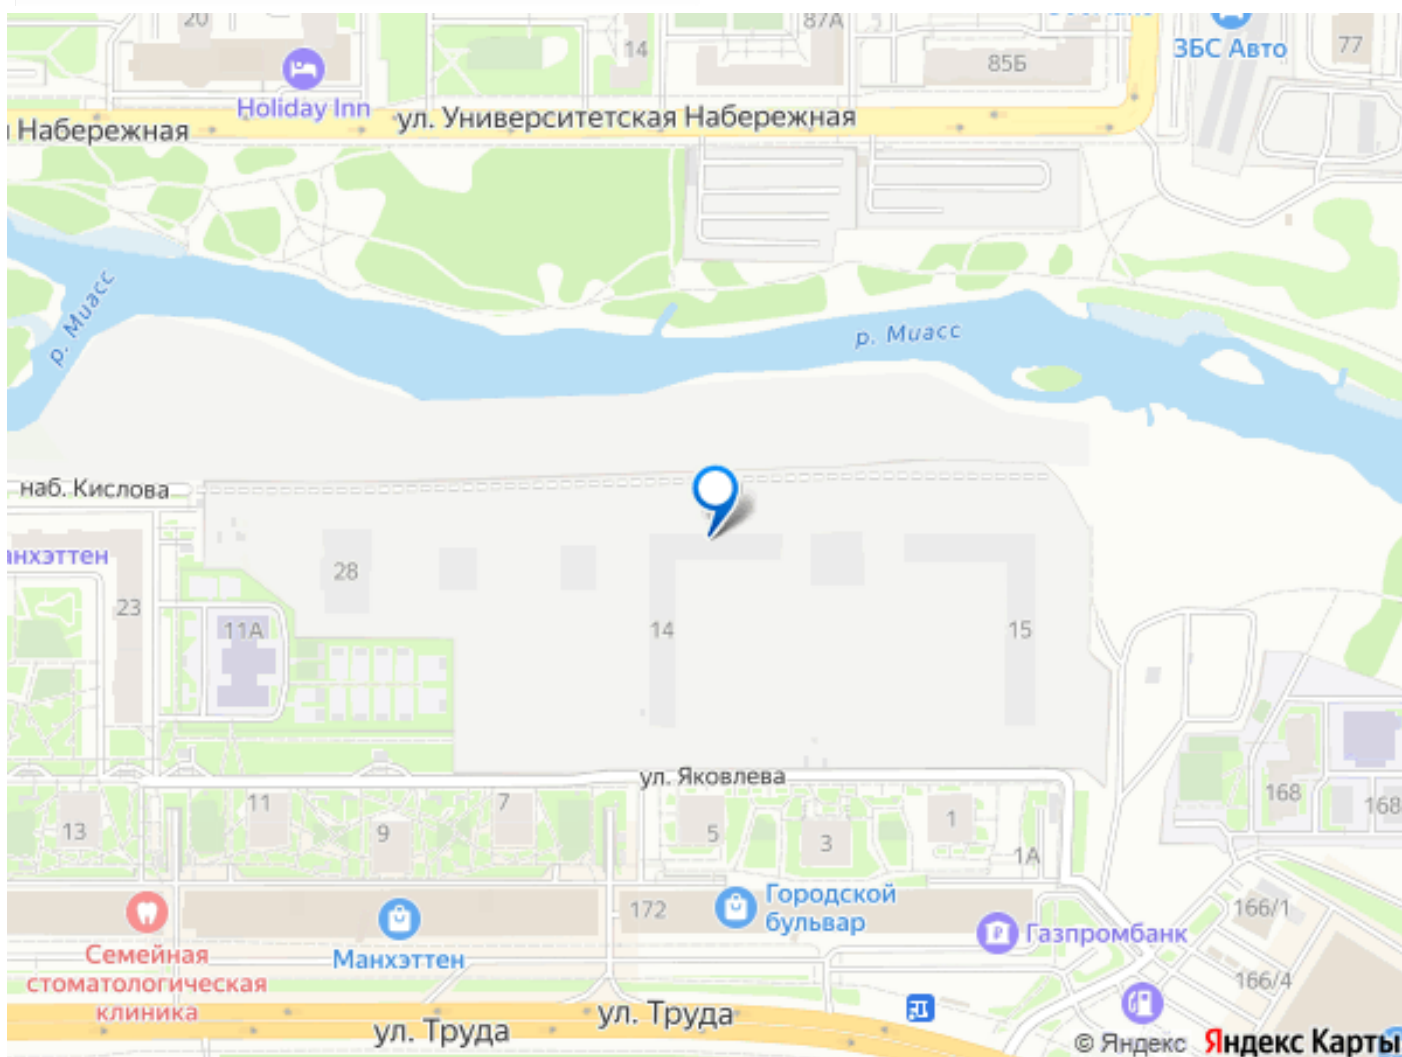 20
87А
14
85Б
ЗБС Авто
77
Holiday Inn
ул. Университетская Набережная
Набережная
р. Миасс
р. Миасс
наб. Кислова
28
23
11А
14
15
ул. Яковлева
13
11
9
7
5
3
1
1А
168
168
172
Городской
бульвар
Газпромбанк
166/1
166/4
Семейная
стоматологическая
клиника
Манхэттен
ул. Труда
ул. Труда
© Яндекс Яндекс Карты